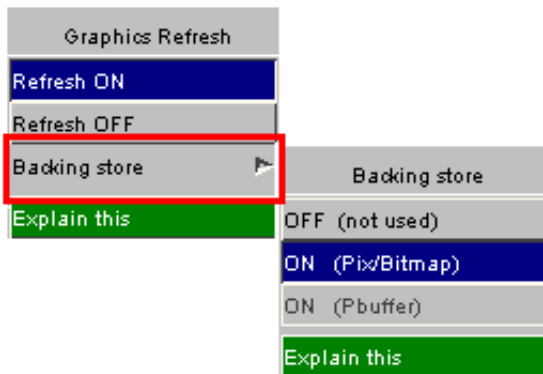 Graphics Refresh
Refresh ON
Refresh OFF
Backing store
Explain this
Backing store
OFF (not used)
ON (Pix/Bitmap)
ON (Pbuffer)
Explain this